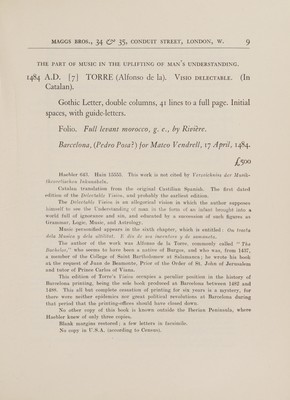 MAGGS BROS., 34 & 35, CONDUIT STREET, LONDON, W. 9
THE PART OF MUSIC IN THE UPLIFTING OF MAN'S UNDERSTANDING.
1484 A.D. [7] TORRE (Alfonso de la). VISIO DELECTABLE. (In
Catalan).
Gothic Letter, double columns, 41 lines to a full page. Initial
spaces, with guide-letters.
Folio. Full levant morocco, g. e., by Rivière.
Barcelona, (Pedro Posa?) for Mateo Vendrell, 17 April, 1484.
£500
Haebler 643. Hain 15553. This work is not cited by Verzeichnis der Musik-
theoretischen Inkunabeln.
Catalan translation from the original Castilian Spanish. The first dated
edition of the Delectable Visio, and probably the earliest edition.
The Delectable Visio is an allegorical vision in which the author supposes
himself to see the Understanding of man in the form of an infant brought into a
world full of ignorance and sin, and educated by a succession of such figures as
Grammar, Logic, Music, and Astrology.
Music personified appears in the sixth chapter, which is entitled: On tracta
dela Musica y dela
The author of the work was Alfonso de la Torre, commonly called "The
Bachelor," who seems to have been a native of Burgos, and who was, from 1437,
a member of the College of Saint Bartholomew at Salamanca; he wrote his book
at the request of Juan de Beamonte, Prior of the Order of St. John of Jerusalem
and tutor of Prince Carlos of Viana.
This edition of Torre's Visio occupies a peculiar position in the history of
Barcelona printing, being the sole book produced at Barcelona between 1482 and
1488. This all but complete cessation of printing for six years is a mystery, for
there were neither epidemics nor great political revolutions at Barcelona during
that period that the printing-offices should have closed down.
No other copy of this book is known outside the Iberian Peninsula, where
Haebler knew of only three copies.
Blank margins restored; a few letters in facsimile.
No copy in U.S.A. (according to Census).